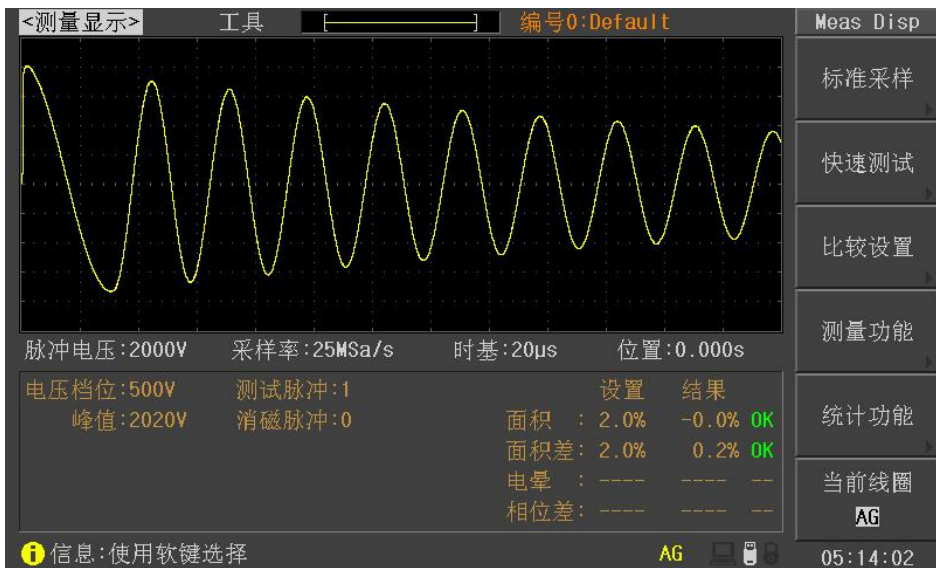 <测量显示> 工具 编号0:Default Meas Disp
标准采样
快速测试
比较设置
测量功能
脉冲电压:2000V 采样率:25MSa/s 时基:20μs 位置:0.000s
电压档位:500V 测试脉冲:1 设置 结果
峰值:2020V 消磁脉冲:0 面积 : 2.0% -0.0% OK
统计功能
面积差: 2.0% 0.2% OK
电晕 : ---- ---- --
相位差: ---- ---- --
当前线圈
AG
信息:使用软键选择 AG 05:14:02